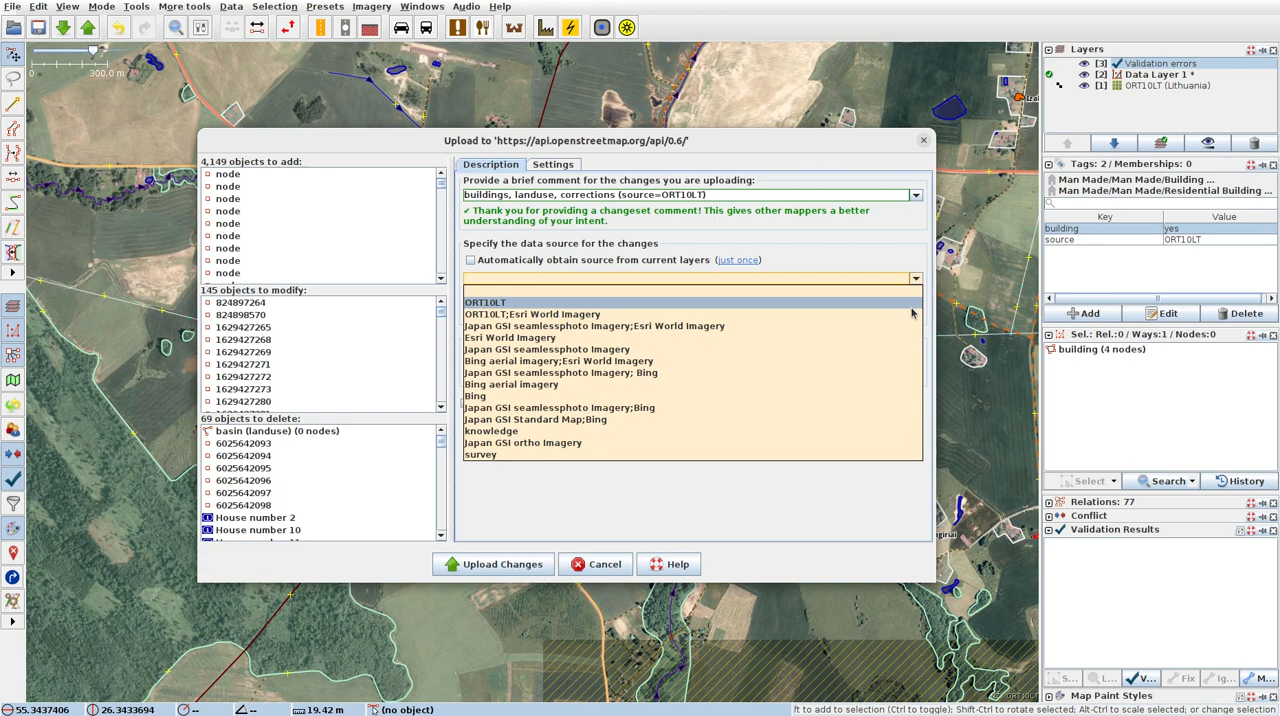 File Edit View Mode Tools More tools Data Selection Presets Imagery Windows Audio Help
0 300.0 m
Upload to 'https://api.openstreetmap.org/api/0.6/'
4,149 objects to add:
node
node
node
node
node
node
node
node
node
145 objects to modify:
824897264
824898570
1629427265
1629427268
1629427269
1629427271
1629427272
1629427273
1629427280
69 objects to delete:
basin (landuse) (0 nodes)
6025642093
6025642094
6025642095
6025642096
6025642097
6025642098
House number 2
House number 10
Description Settings
Provide a brief comment for the changes you are uploading:
buildings, landuse, corrections (source=ORT10LT)
✔ Thank you for providing a changeset comment! This gives other mappers a better
understanding of your intent.
Specify the data source for the changes
Automatically obtain source from current layers (just once)
ORT10LT
ORT10LT;Esri World Imagery
Japan GSI seamlessphoto Imagery;Esri World Imagery
Esri World Imagery
Japan GSI seamlessphoto Imagery
Bing aerial imagery;Esri World Imagery
Japan GSI seamlessphoto Imagery; Bing
Bing aerial imagery
Bing
Japan GSI seamlessphoto Imagery;Bing
Japan GSI Standard Map;Bing
knowledge
Japan GSI ortho Imagery
survey
Upload Changes Cancel Help
Layers
[3] Validation errors
[2] Data Layer 1 *
[1] ORT10LT (Lithuania)
Tags: 2 / Memberships: 0
Man Made/Man Made/Building ...
Man Made/Man Made/Residential Building ...
Key Value
building yes
source ORT10LT
Add Edit Delete
Sel.: Rel.:0 / Ways:1 / Nodes:0
building (4 nodes)
Select Search History
Relations: 77
Conflict
Validation Results
S... L... V... Fix Ig... M...
Map Paint Styles
55.3437406 26.3433694 -- -- 19.42 m (no object)
ft to add to selection (Ctrl to toggle); Shift-Ctrl to rotate selected; Alt-Ctrl to scale selected; or change selection